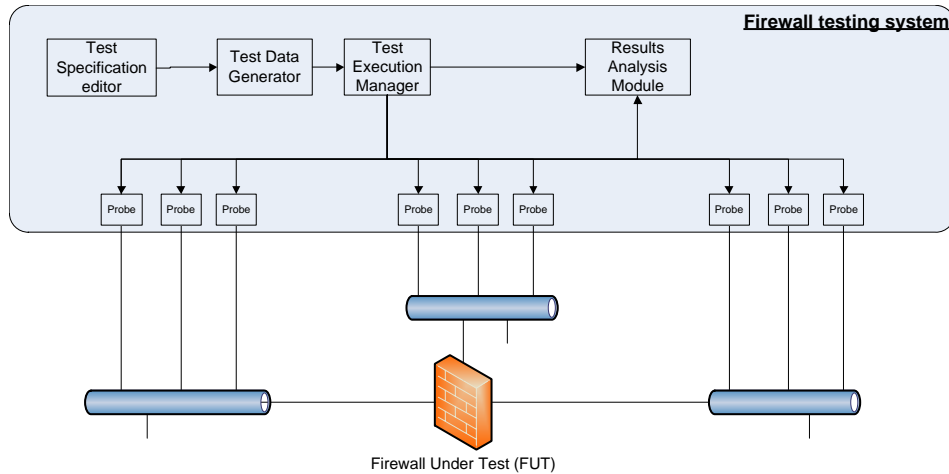 Firewall testing system
Test
Specification
editor
Test Data
Generator
Test
Execution
Manager
Results
Analysis
Module
Probe
Probe
Probe
Probe
Probe
Probe
Probe
Probe
Probe
Firewall Under Test (FUT)